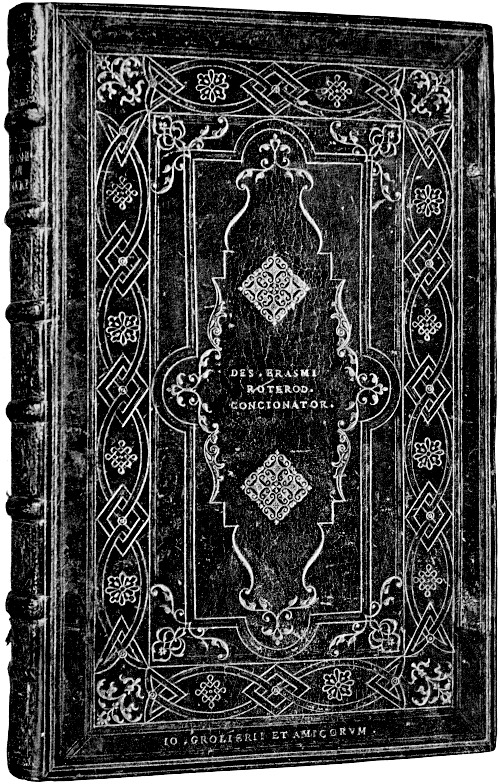 DES . ERASMI
ROTEROD.
CONCIONATOR.
IO . GROLIERII ET AMICORVM .